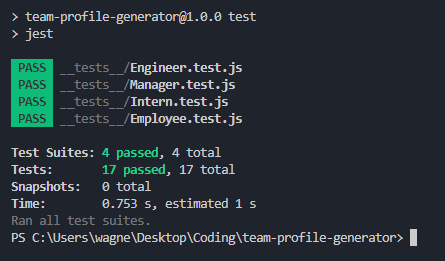 > team-profile-generator@1.0.0 test
> jest
PASS __tests__/Engineer.test.js
PASS __tests__/Manager.test.js
PASS __tests__/Intern.test.js
PASS __tests__/Employee.test.js
Test Suites: 4 passed, 4 total
Tests: 17 passed, 17 total
Snapshots: 0 total
Time: 0.753 s, estimated 1 s
Ran all test suites.
PS C:\Users\wagne\Desktop\Coding\team-profile-generator>